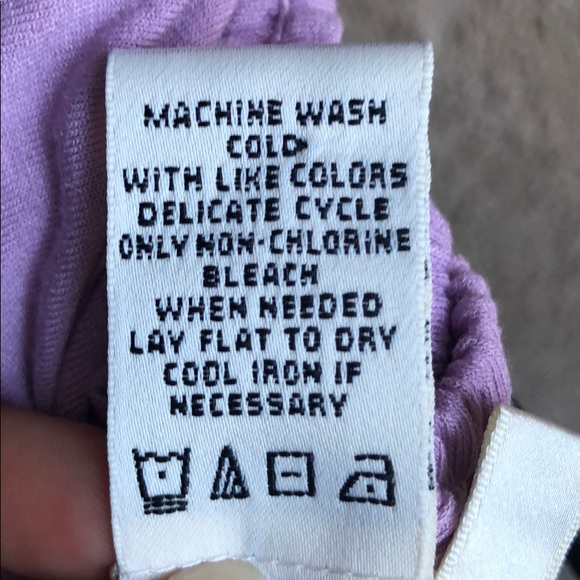 MACHINE WASH
COLD
WITH LIKE COLORS
DELICATE CYCLE
ONLY NON-CHLORINE
BLEACH
WHEN NEEDED
LAY FLAT TO DRY
COOL IRON IF
NECESSARY